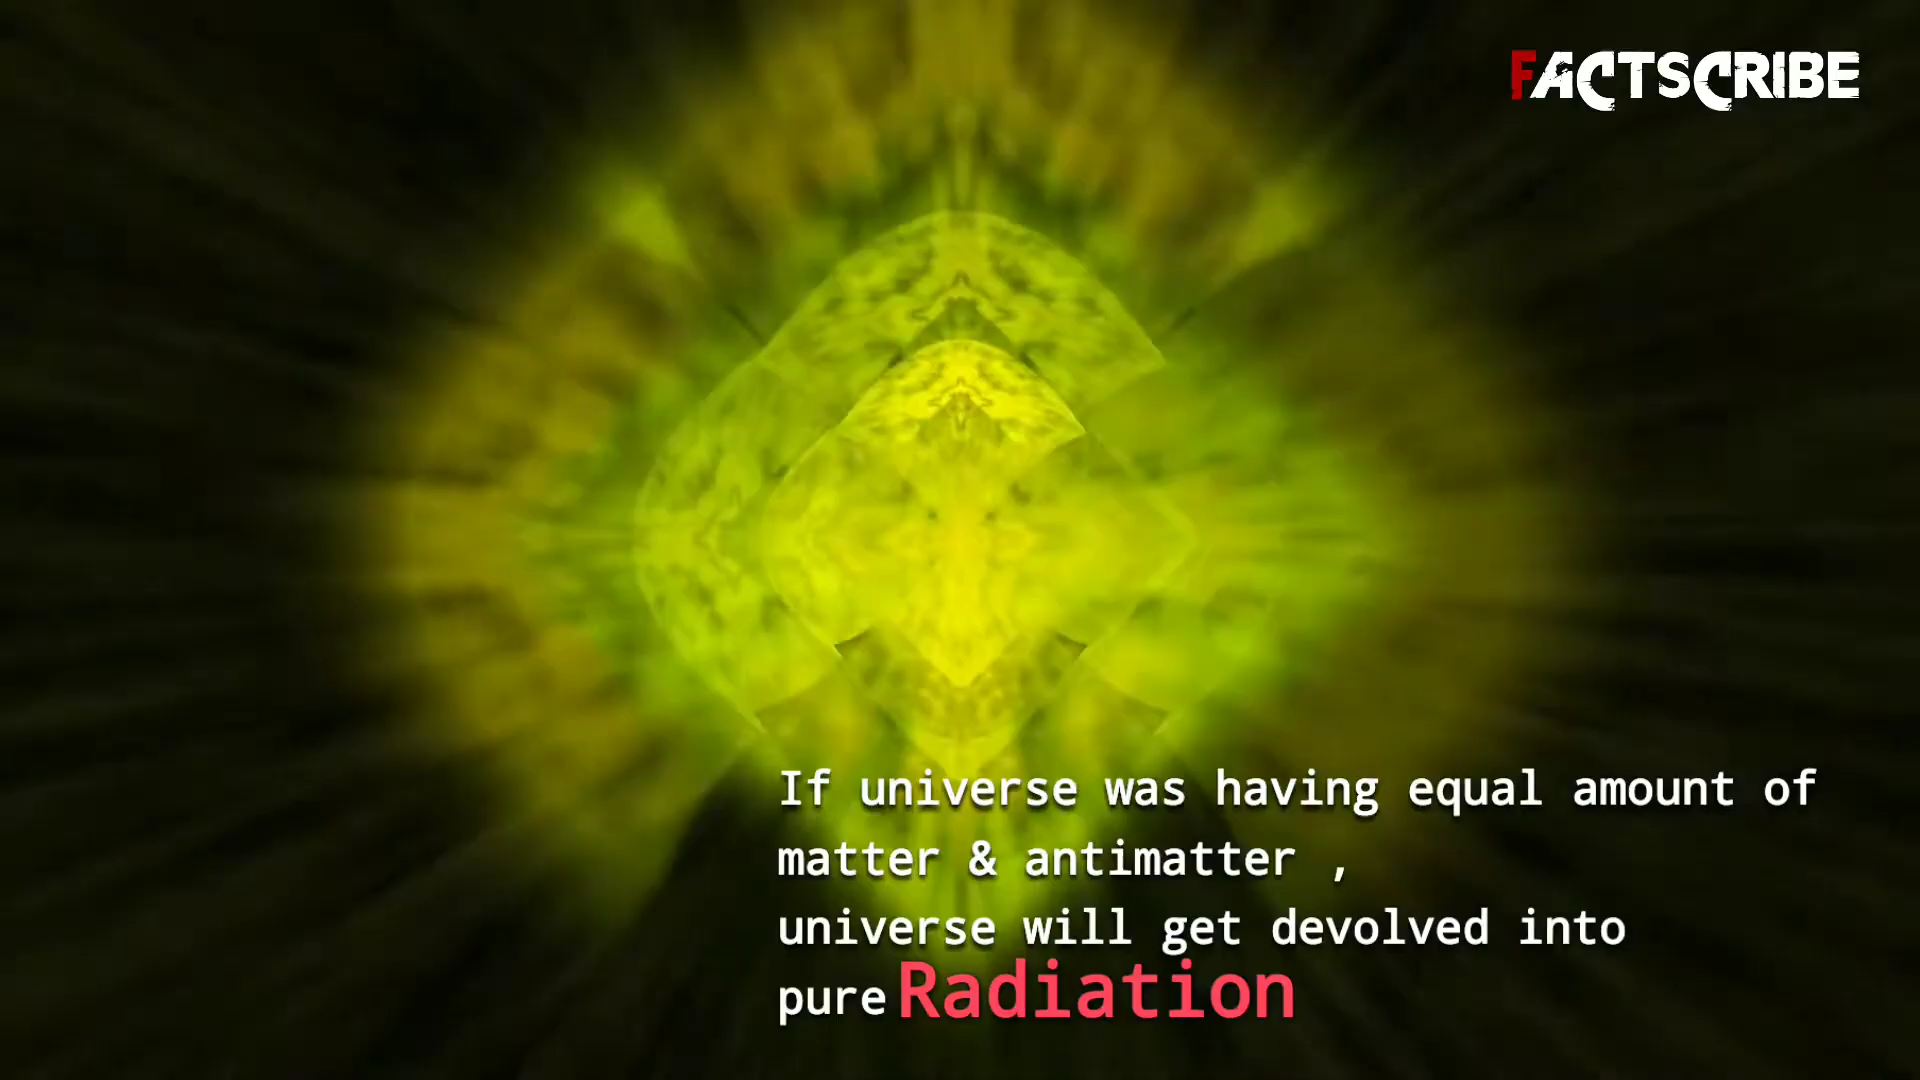 FACTSCRIBE
If universe was having equal amount of
matter & antimatter ,
universe will get devolved into
pure Radiation